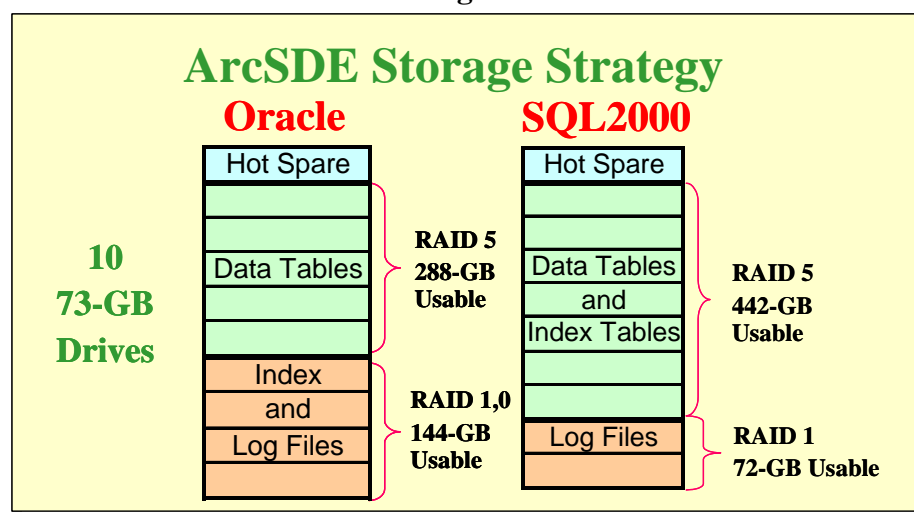 ArcSDE Storage Strategy
Oracle
SQL2000
10
73-GB
Drives
Hot Spare
Data Tables
Index
and
Log Files
RAID 5
288-GB
Usable
RAID 1,0
144-GB
Usable
Hot Spare
Data Tables
and
Index Tables
Log Files
RAID 5
442-GB
Usable
RAID 1
72-GB Usable